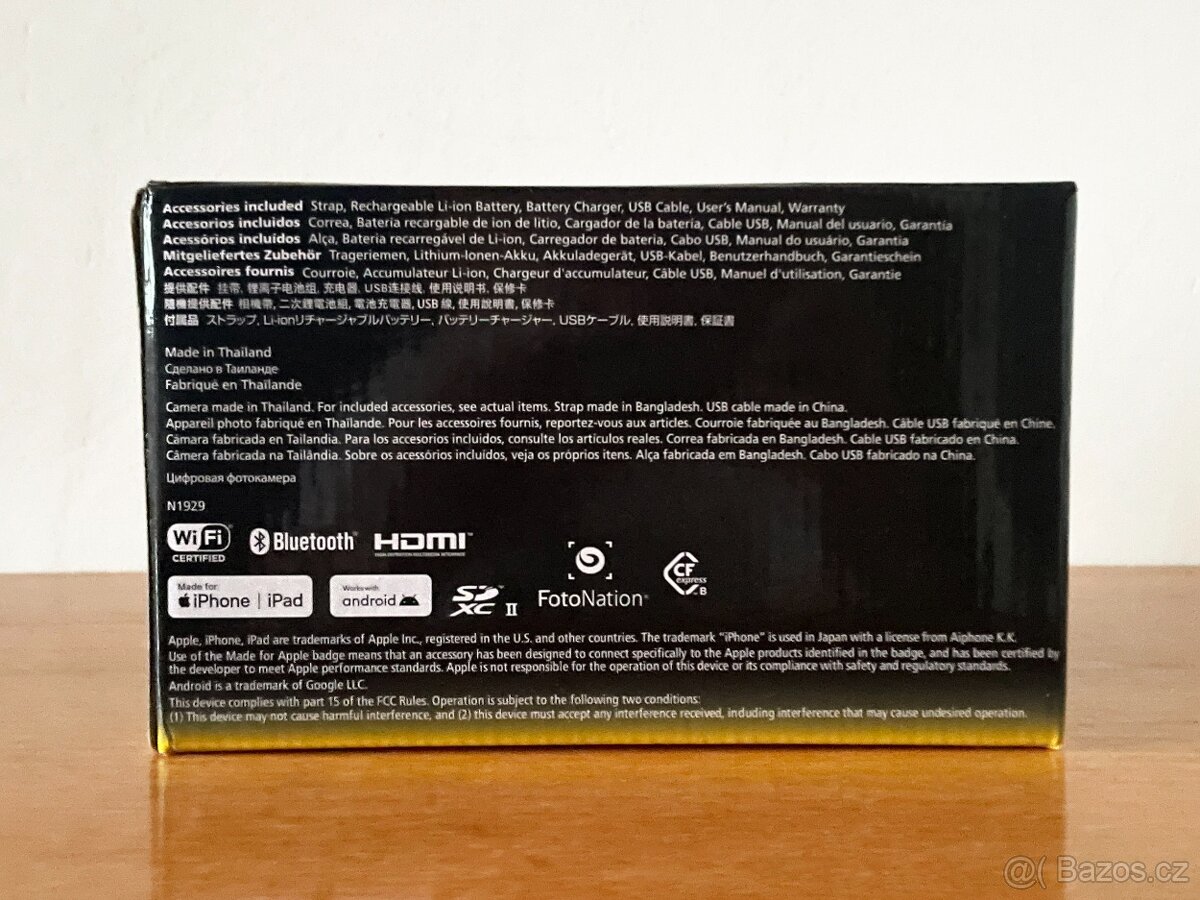 Accessories included Strap, Rechargeable Li-ion Battery, Battery Charger, USB Cable, User's Manual, Warranty
Accesorios incluidos Correa, Bateria recargable de ion de litio, Cargador de la batería, Cable USB, Manual del usuario, Garantía
Acessórios incluídos Alça, Bateria recarregável de Li-ion, Carregador de bateria, Cabo USB, Manual do usuário, Garantia
Mitgeliefertes Zubehör Trageriemen, Lithium-Ionen-Akku, Akkuladegerät, USB-Kabel, Benutzerhandbuch, Garantieschein
Accessoires fournis Courroie, Accumulateur Li-ion, Chargeur d'accumulateur, Câble USB, Manuel d'utilisation, Garantie
提供配件 挂带, 锂离子电池组, 充电器, USB连接线, 使用说明书, 保修卡
隨機提供配件 相機帶, 二次鋰電池組, 電池充電器, USB 線, 使用說明書, 保修卡
付属品 ストラップ, Li-ionリチャージャブルバッテリー, バッテリーチャージャー, USBケーブル, 使用説明書, 保証書
Made in Thailand
Сделано в Таиланде
Fabriqué en Thaïlande
Camera made in Thailand. For included accessories, see actual items. Strap made in Bangladesh. USB cable made in China.
Appareil photo fabriqué en Thaïlande. Pour les accessoires fournis, reportez-vous aux articles. Courroie fabriquée au Bangladesh. Câble USB fabriqué en Chine.
Cámara fabricada en Tailandia. Para los accesorios incluidos, consulte los artículos reales. Correa fabricada en Bangladesh. Cable USB fabricado en China.
Câmera fabricada na Tailândia. Sobre os acessórios incluídos, veja os próprios itens. Alça fabricada em Bangladesh. Cabo USB fabricado na China.
Цифровая фотокамера
N1929
Wi Fi CERTIFIED
Bluetooth
HDMI
HIGH-DEFINITION MULTIMEDIA INTERFACE
Made for
iPhone | iPad
Works with
android
SD XC II
FotoNation
CF express B
Apple, iPhone, iPad are trademarks of Apple Inc., registered in the U.S. and other countries. The trademark "iPhone" is used in Japan with a license from Aiphone K.K.
Use of the Made for Apple badge means that an accessory has been designed to connect specifically to the Apple products identified in the badge, and has been certified by
the developer to meet Apple performance standards. Apple is not responsible for the operation of this device or its compliance with safety and regulatory standards.
Android is a trademark of Google LLC.
This device complies with part 15 of the FCC Rules. Operation is subject to the following two conditions:
(1) This device may not cause harmful interference, and (2) this device must accept any interference received, including interference that may cause undesired operation.
@( Bazos.cz